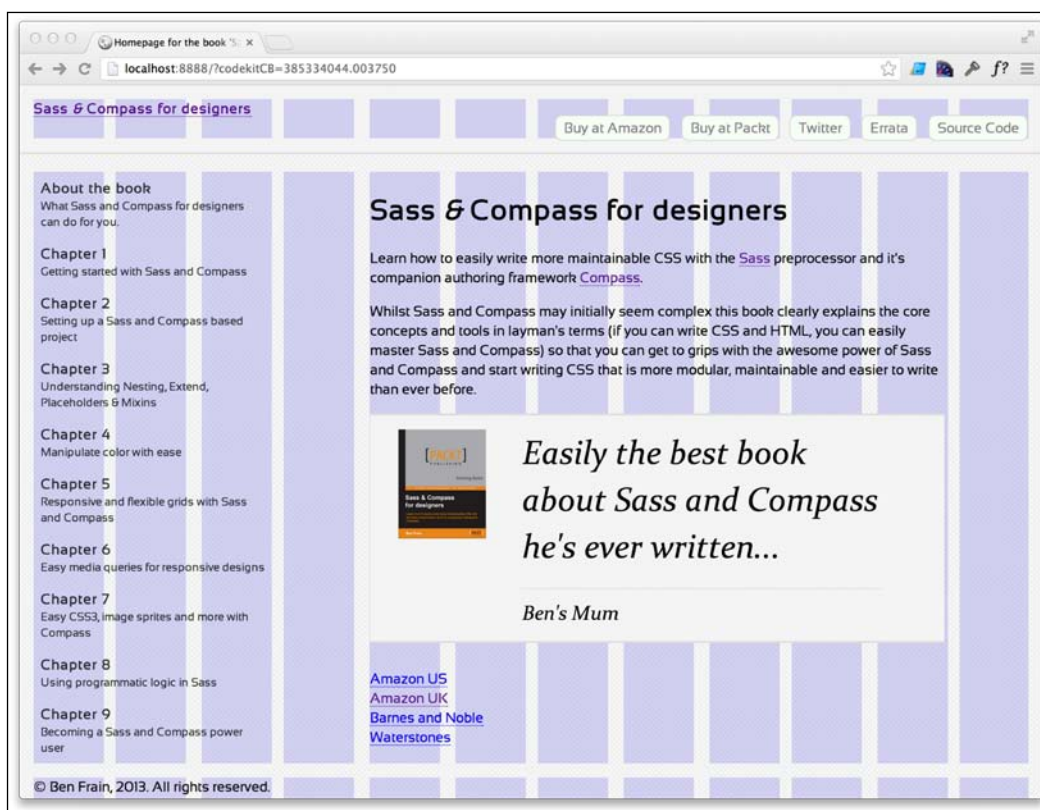 Homepage for the book 'S
localhost:8888/?codekitCB=385334044.003750
f?
Sass & Compass for designers
Buy at Amazon
Buy at Packt
Twitter
Errata
Source Code
About the book
What Sass and Compass for designers
can do for you.
Chapter 1
Getting started with Sass and Compass
Chapter 2
Setting up a Sass and Compass based
project
Chapter 3
Understanding Nesting, Extend,
Placeholders & Mixins
Chapter 4
Manipulate color with ease
Chapter 5
Responsive and flexible grids with Sass
and Compass
Chapter 6
Easy media queries for responsive designs
Chapter 7
Easy CSS3, image sprites and more with
Compass
Chapter 8
Using programmatic logic in Sass
Chapter 9
Becoming a Sass and Compass power
user
Sass & Compass for designers
Learn how to easily write more maintainable CSS with the Sass preprocessor and it's
companion authoring framework Compass.
Whilst Sass and Compass may initially seem complex this book clearly explains the core
concepts and tools in layman's terms (if you can write CSS and HTML, you can easily
master Sass and Compass) so that you can get to grips with the awesome power of Sass
and Compass and start writing CSS that is more modular, maintainable and easier to write
than ever before.
[PACKT]
PUBLISHING
Sass & Compass
for designers
Ben Frain
Easily the best book
about Sass and Compass
he's ever written...
Ben's Mum
Amazon US
Amazon UK
Barnes and Noble
Waterstones
© Ben Frain, 2013. All rights reserved.